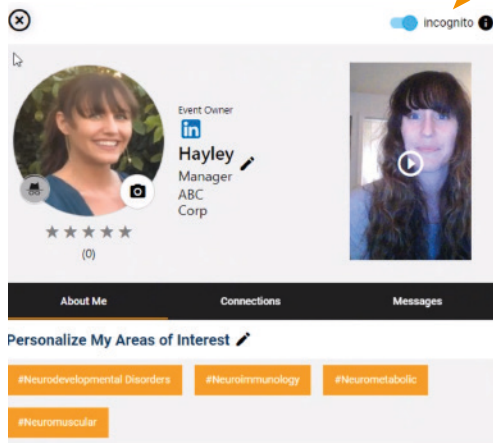 incognito
Event Owner
in
Hayley
Manager
ABC
Corp
(0)
About Me
Connections
Messages
Personalize My Areas of Interest
#Neurodevelopmental Disorders
#Neuroimmunology
#Neurometabolic
#Neuromuscular